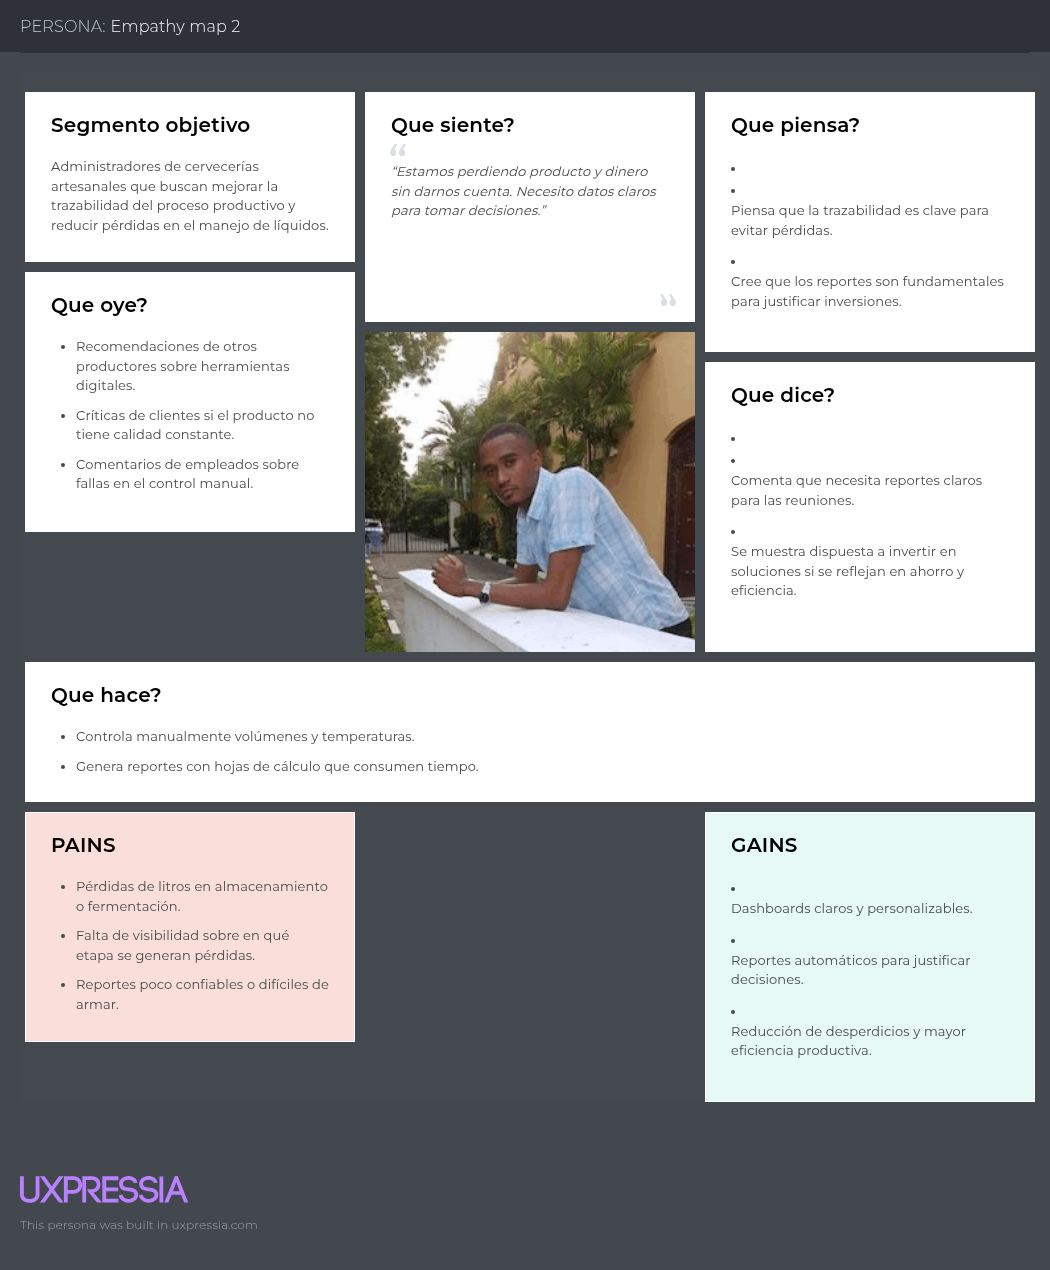 PERSONA: Empathy map 2
Segmento objetivo
Administradores de cervecerías
artesanales que buscan mejorar la
trazabilidad del proceso productivo y
reducir pérdidas en el manejo de líquidos.
Que oye?
• Recomendaciones de otros
productores sobre herramientas
digitales.
• Críticas de clientes si el producto no
tiene calidad constante.
• Comentarios de empleados sobre
fallas en el control manual.
Que siente?
“
“Estamos perdiendo producto y dinero
sin darnos cuenta. Necesito datos claros
para tomar decisiones.”
”
Que piensa?
•
•
Piensa que la trazabilidad es clave para
evitar pérdidas.
•
Cree que los reportes son fundamentales
para justificar inversiones.
Que dice?
•
•
Comenta que necesita reportes claros
para las reuniones.
•
Se muestra dispuesta a invertir en
soluciones si se reflejan en ahorro y
eficiencia.
Que hace?
• Controla manualmente volúmenes y temperaturas.
• Genera reportes con hojas de cálculo que consumen tiempo.
PAINS
• Pérdidas de litros en almacenamiento
o fermentación.
• Falta de visibilidad sobre en qué
etapa se generan pérdidas.
• Reportes poco confiables o difíciles de
armar.
GAINS
•
Dashboards claros y personalizables.
•
Reportes automáticos para justificar
decisiones.
•
Reducción de desperdicios y mayor
eficiencia productiva.
UXPRESSIA
This persona was built in uxpressia.com